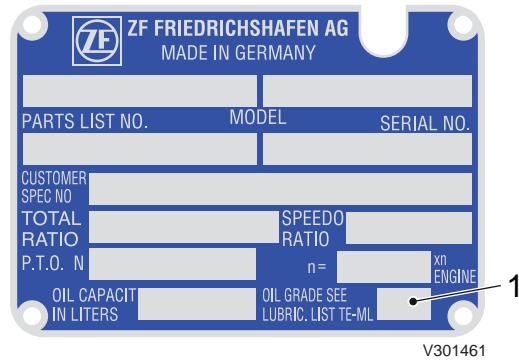 ZF ZF FRIEDRICHSHAFEN AG
MADE IN GERMANY
PARTS LIST NO. MODEL SERIAL NO.
CUSTOMER
SPEC NO
TOTAL
RATIO
SPEEDO
RATIO
P.T.O. N
n=
xn
ENGINE
OIL CAPACIT
IN LITERS
OIL GRADE SEE
LUBRIC. LIST TE-ML
1
V301461